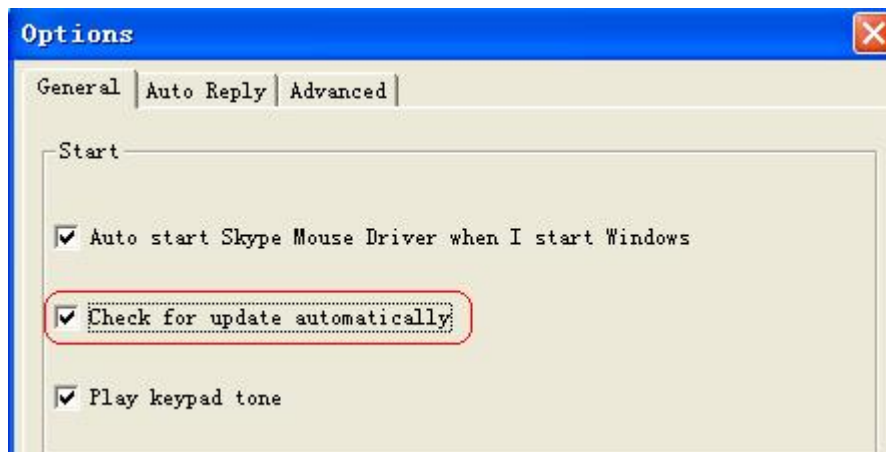 Options
General Auto Reply Advanced
Start
Auto start Skype Mouse Driver when I start Windows
Check for update automatically
Play keypad tone